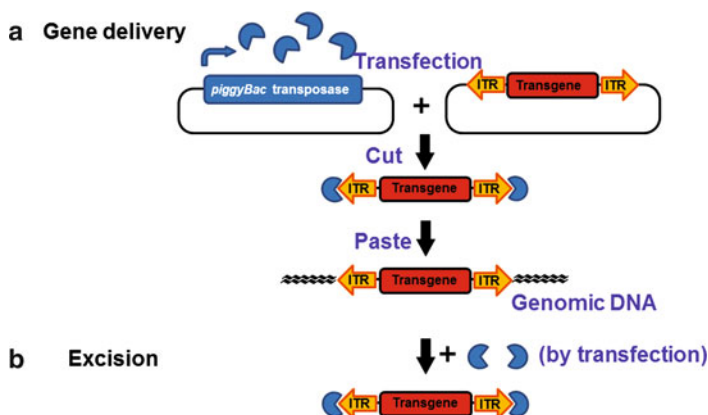 a Gene delivery
Transfection
piggyBac transposase
+
ITR Transgene ITR
Cut
ITR Transgene ITR
Paste
ITR Transgene ITR
Genomic DNA
b Excision
+ (by transfection)
ITR Transgene ITR